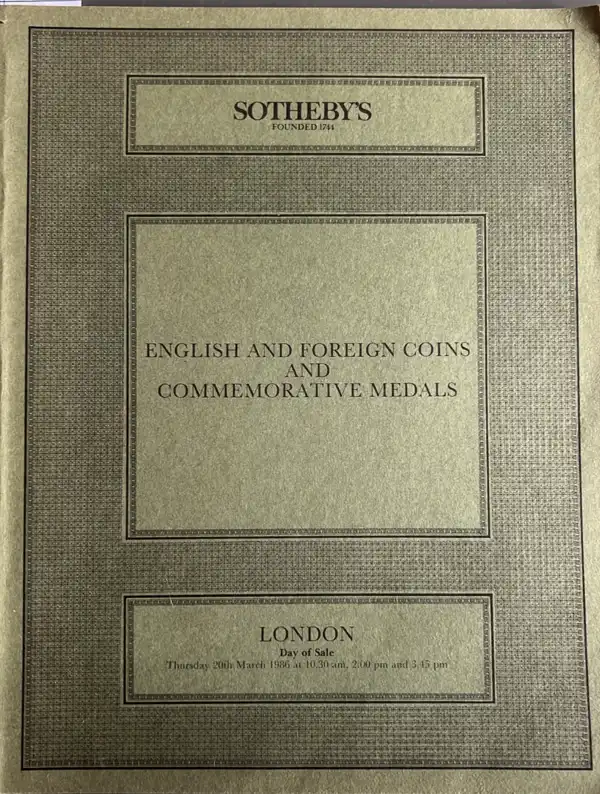 SOTHEBY'S
FOUNDED 1744
ENGLISH AND FOREIGN COINS
AND
COMMEMORATIVE MEDALS
LONDON
Day of Sale
Thursday 20th March 1986 at 10.30 am, 2:00 pm and 3.45 pm